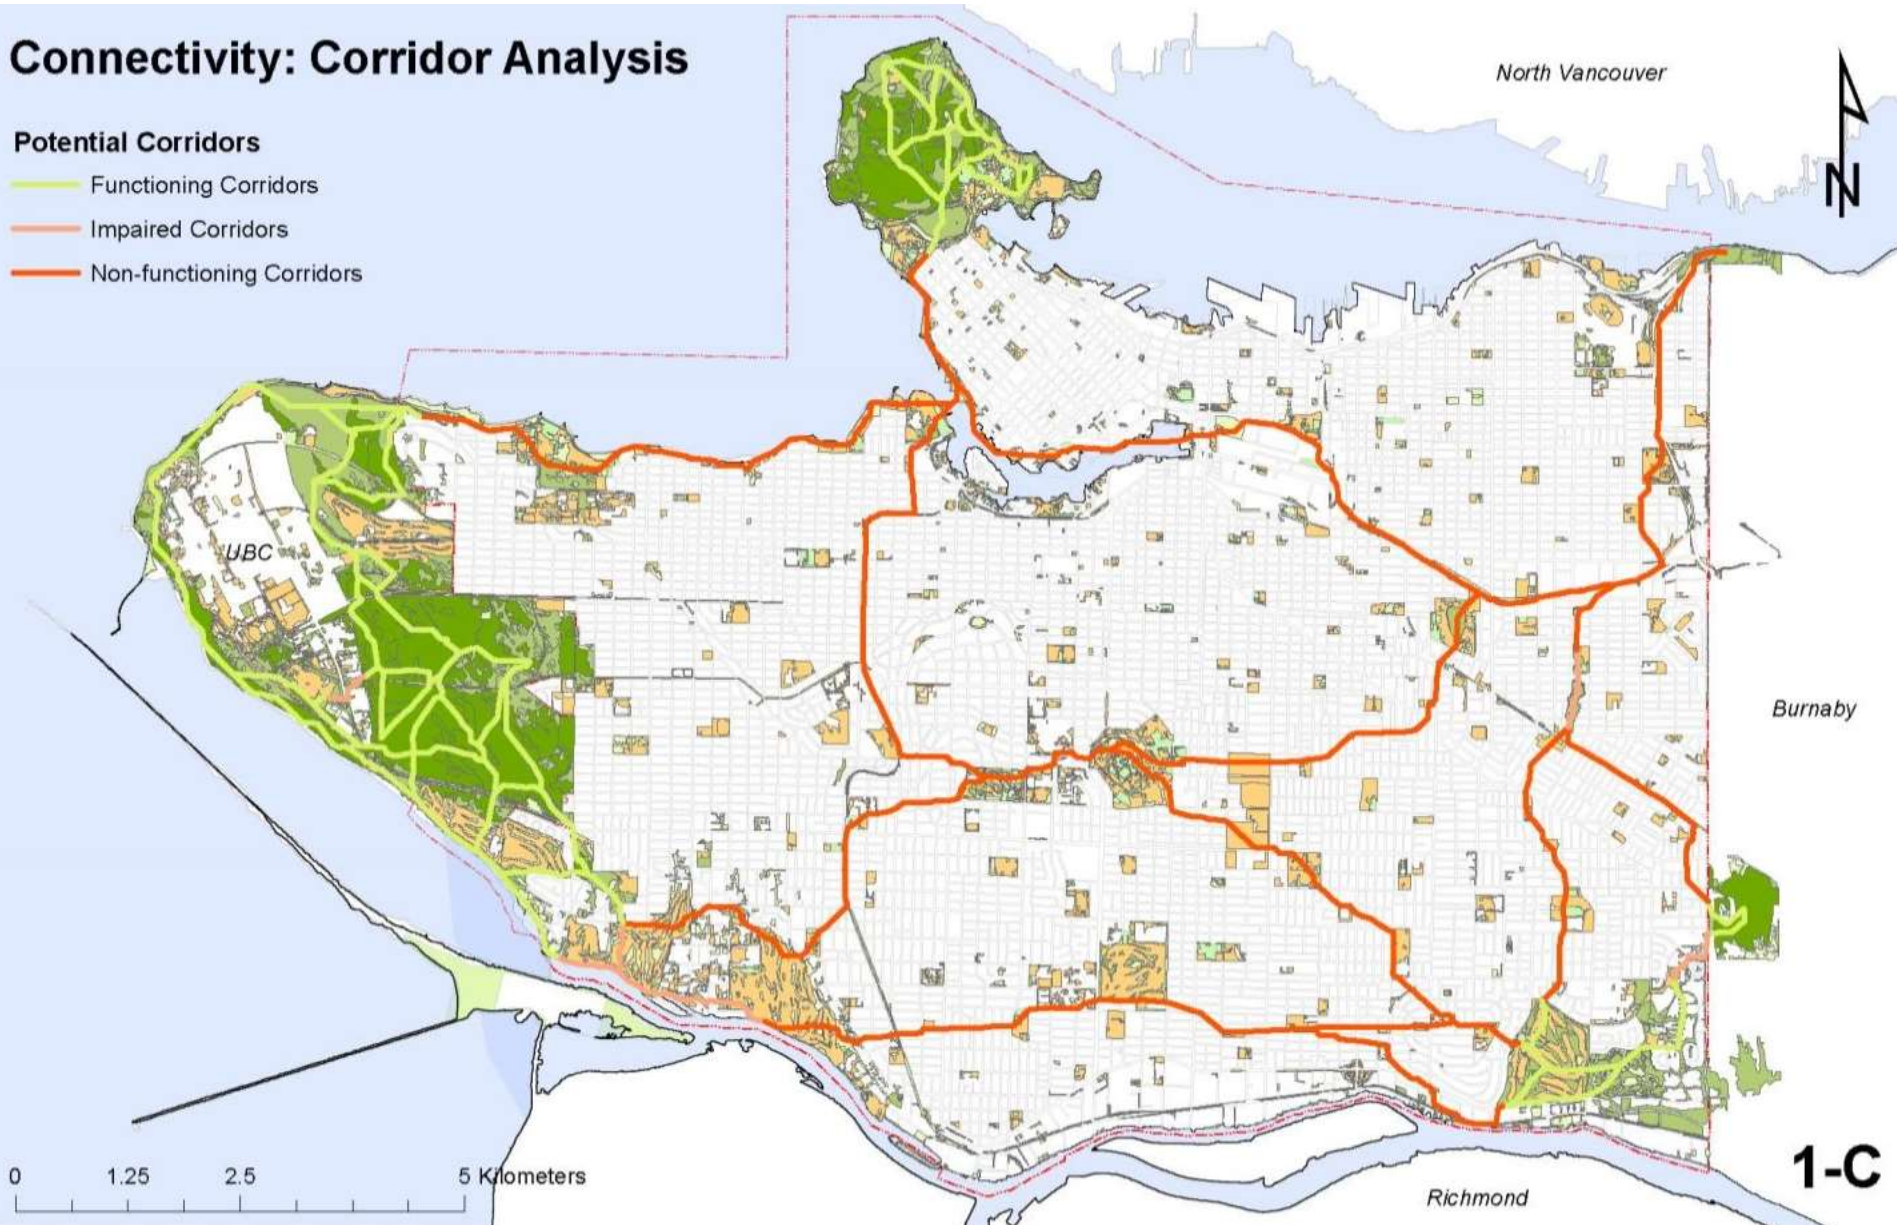 Connectivity: Corridor Analysis
Potential Corridors
Functioning Corridors
Impaired Corridors
Non-functioning Corridors
North Vancouver
N
UBC
Burnaby
0 1.25 2.5 5 Kilometers
1-C
Richmond